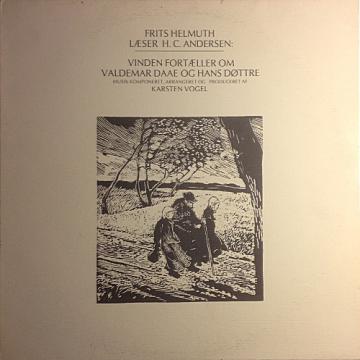 FRITS HELMUTH
LÆSER H. C. ANDERSEN:
VINDEN FORTÆLLER OM
VALDEMAR DAAE OG HANS DØTTRE
MUSIK KOMPONERET, ARRANGERET OG PRODUCERET AF
KARSTEN VOGEL